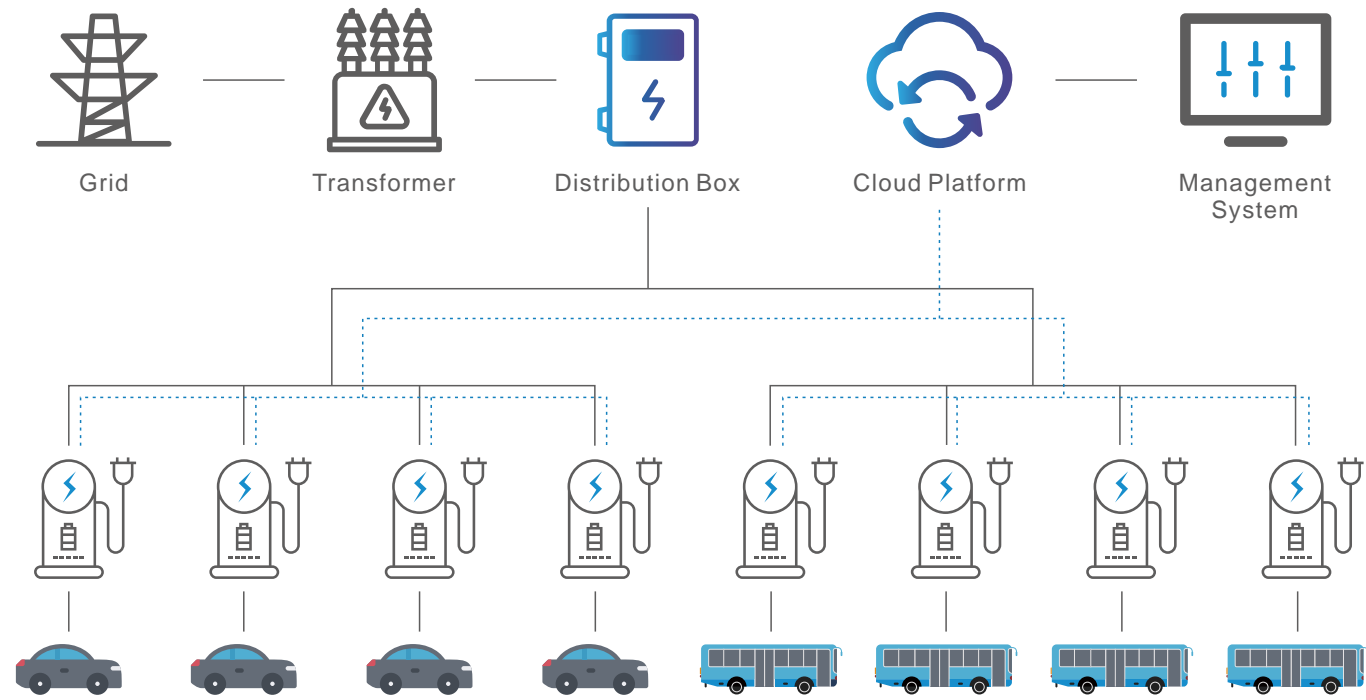 Grid
Transformer
Distribution Box
Cloud Platform
Management
System